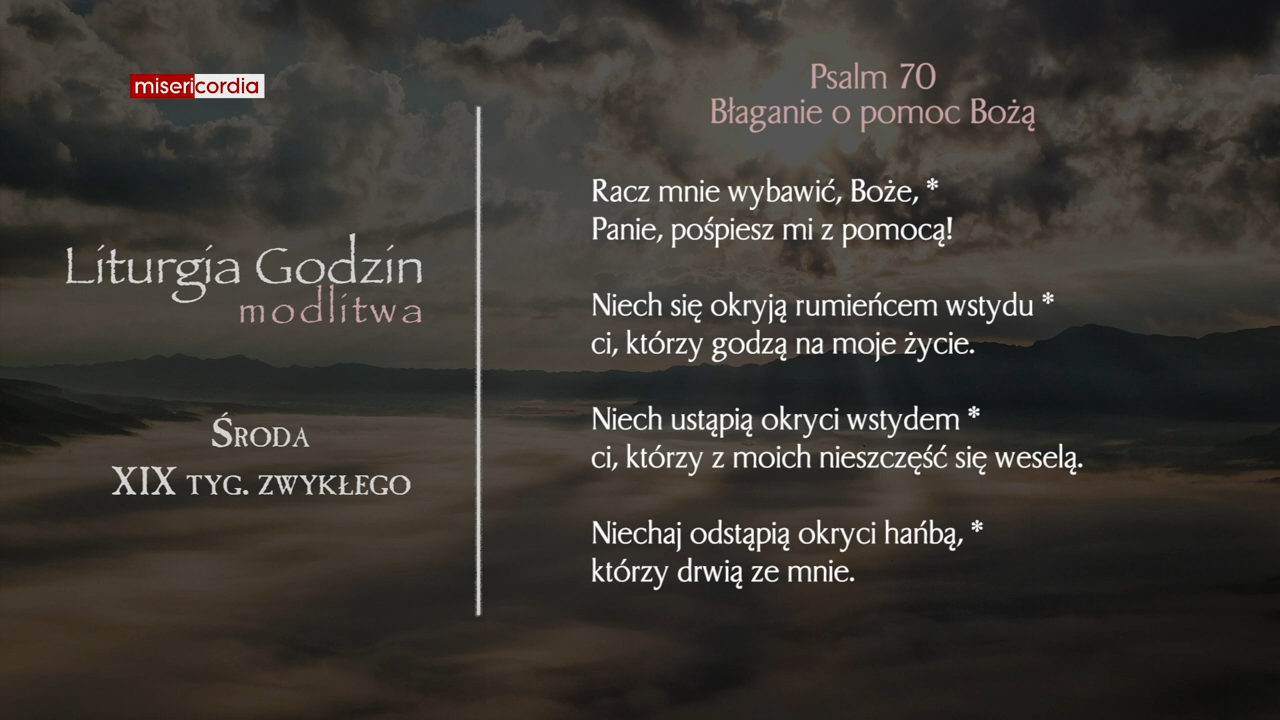 misericordia
Liturgia Godzin
modlitwa
Środa
XIX tyg. zwykłego
Psalm 70
Błaganie o pomoc Bożą
Racz mnie wybawić, Boże, *
Panie, pośpiesz mi z pomocą!
Niech się okryją rumieńcem wstydu *
ci, którzy godzą na moje życie.
Niech ustąpią okryci wstydem *
ci, którzy z moich nieszczęść się weselą.
Niechaj odstąpią okryci hańbą, *
którzy drwią ze mnie.